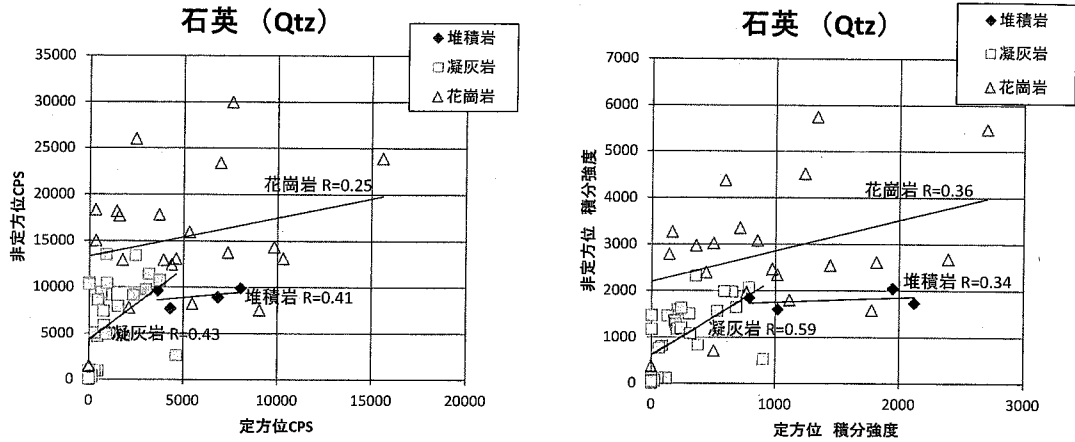 石英 (Qtz)
◆ 堆積岩
□ 凝灰岩
△ 花崗岩
35000
30000
25000
20000
15000
10000
5000
0
非定方位CPS
花崗岩 R=0.25
堆積岩 R=0.41
凝灰岩 R=0.43
0 5000 10000 15000 20000
定方位CPS
石英 (Qtz)
◆ 堆積岩
□ 凝灰岩
△ 花崗岩
7000
6000
5000
4000
3000
2000
1000
0
非定方位 積分強度
花崗岩 R=0.36
堆積岩 R=0.34
凝灰岩 R=0.59
0 1000 2000 3000
定方位 積分強度